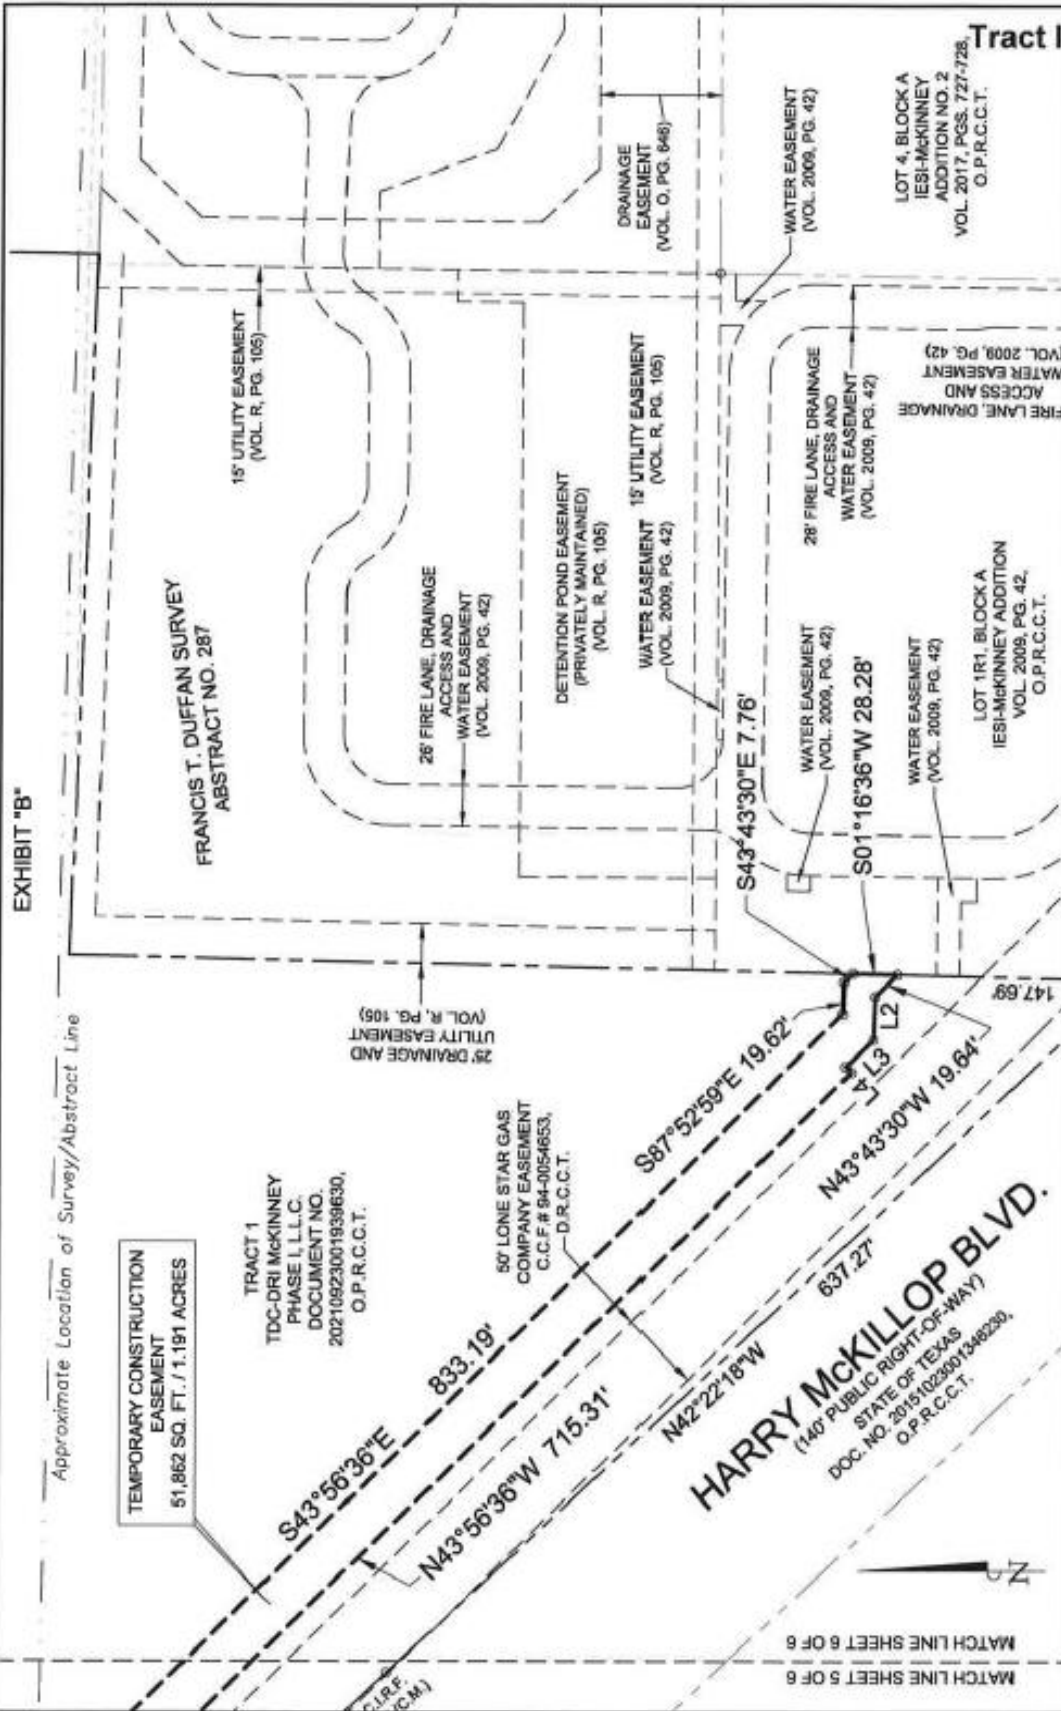 EXHIBIT "B"
Approximate Location of Survey/Abstract Line
Tract I
FRANCIS T. DUFFAN SURVEY
ABSTRACT NO. 287
TEMPORARY CONSTRUCTION
EASEMENT
51,862 SQ. FT. / 1.191 ACRES
TRACT 1
TDC-DRI McKINNEY
PHASE I, L.L.C.
DOCUMENT NO.
20210923001939630,
O.P.R.C.C.T.
25' DRAINAGE AND
UTILITY EASEMENT
(VOL. R, PG. 105)
15' UTILITY EASEMENT
(VOL. R, PG. 105)
26' FIRE LANE, DRAINAGE
ACCESS AND
WATER EASEMENT
(VOL. 2009, PG. 42)
DETENTION POND EASEMENT
(PRIVATELY MAINTAINED)
(VOL. R, PG. 105)
DRAINAGE
EASEMENT
(VOL. O, PG. 646)
15' UTILITY EASEMENT
(VOL. R, PG. 105)
WATER EASEMENT
(VOL. 2009, PG. 42)
WATER EASEMENT
(VOL. 2009, PG. 42)
LOT 4, BLOCK A
IESI-McKINNEY
ADDITION NO. 2
VOL. 2017, PGS. 727-728,
O.P.R.C.C.T.
28' FIRE LANE, DRAINAGE
ACCESS AND
WATER EASEMENT
(VOL. 2009, PG. 42)
FIRE LANE, DRAINAGE
ACCESS AND
WATER EASEMENT
(VOL. 2009, PG. 42)
WATER EASEMENT
(VOL. 2009, PG. 42)
WATER EASEMENT
(VOL. 2009, PG. 42)
LOT 1R1, BLOCK A
IESI-McKINNEY ADDITION
VOL. 2009, PG. 42,
O.P.R.C.C.T.
S43°43'30"E 7.76'
S01°16'36"W 28.28'
S87°52'59"E 19.62'
L2
L3
L4
147.69'
N43°43'30"W 19.64'
50' LONE STAR GAS
COMPANY EASEMENT
C.C.F.# 94-0054653,
D.R.C.C.T.
S43°56'36"E 833.19'
N43°56'36"W 715.31'
N42°22'18"W 637.27'
HARRY McKILLOP BLVD.
(140' PUBLIC RIGHT-OF-WAY)
STATE OF TEXAS
DOC. NO. 20151023001346230,
O.P.R.C.C.T.
N
C.I.R.F.
(C.M.)
MATCH LINE SHEET 6 OF 6
MATCH LINE SHEET 5 OF 6